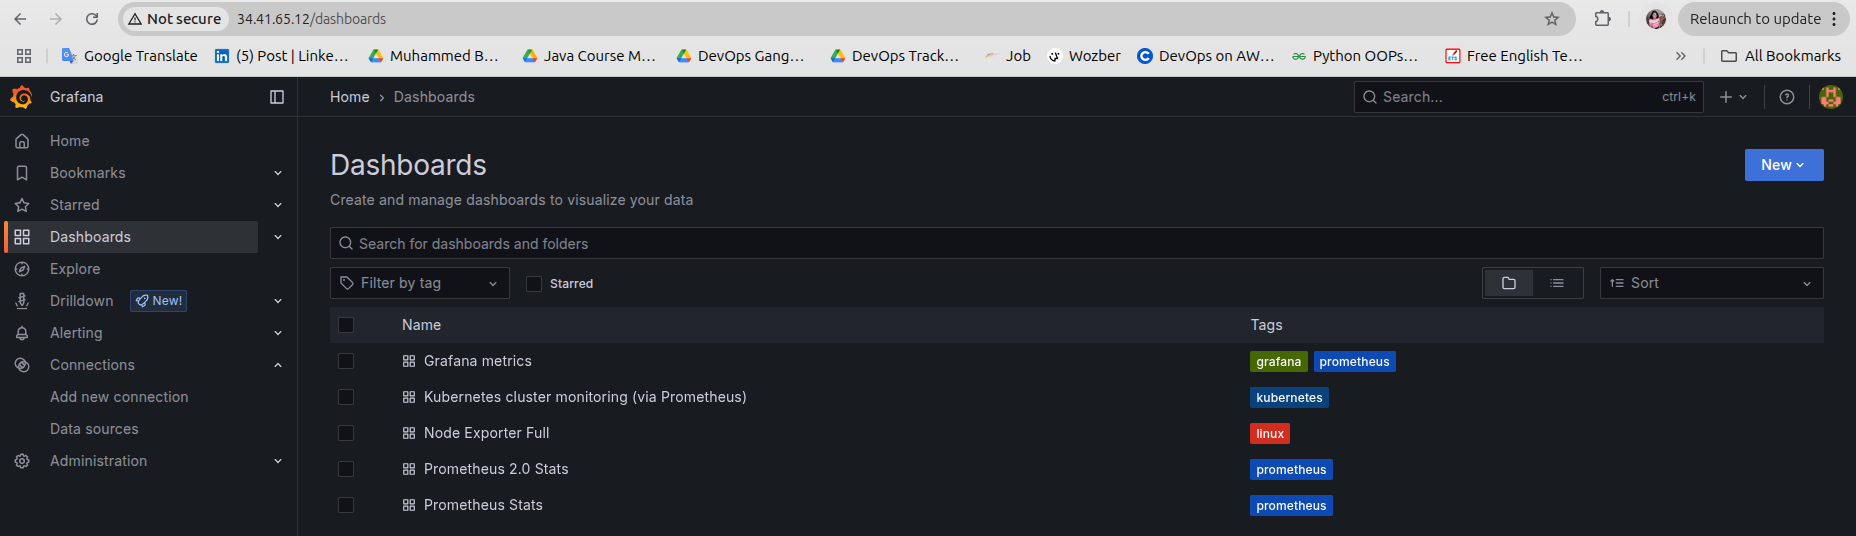 Not secure 34.41.65.12/dashboards Relaunch to update
Google Translate (5) Post | Linke... Muhammed B... Java Course M... DevOps Gang... DevOps Track... Job Wozber DevOps on AW... Python OOPs... Free English Te... » All Bookmarks
Grafana Home › Dashboards Search... ctrl+k
Home
Bookmarks
Starred
Dashboards
Explore
Drilldown New!
Alerting
Connections
Add new connection
Data sources
Administration
Dashboards New
Create and manage dashboards to visualize your data
Search for dashboards and folders
Filter by tag Starred Sort
Name Tags
Grafana metrics grafana prometheus
Kubernetes cluster monitoring (via Prometheus) kubernetes
Node Exporter Full linux
Prometheus 2.0 Stats prometheus
Prometheus Stats prometheus